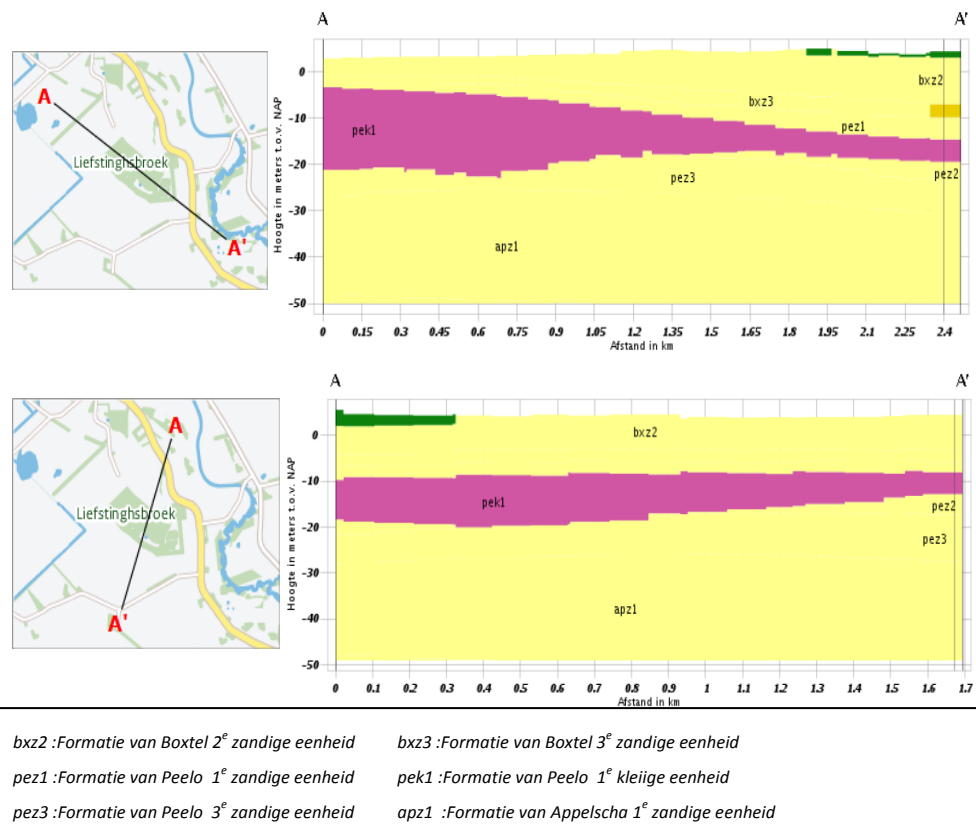 A
A'
Liefstinghsbroek
A
A'
Hoogte in meters t.o.v. NAP
0
-10
-20
-30
-40
-50
bxz2
bxz3
pez1
pek1
pez2
pez3
apz1
0 0.15 0.3 0.45 0.6 0.75 0.9 1.05 1.2 1.35 1.5 1.65 1.8 1.95 2.1 2.25 2.4
Afstand in km
A
A'
Liefstinghsbroek
A
A'
Hoogte in meters t.o.v. NAP
0
-10
-20
-30
-40
-50
bxz2
pek1
pez2
pez3
apz1
0 0.1 0.2 0.3 0.4 0.5 0.6 0.7 0.8 0.9 1 1.1 1.2 1.3 1.4 1.5 1.6 1.7
Afstand in km
bxz2 :Formatie van Boxtel 2e zandige eenheid bxz3 :Formatie van Boxtel 3e zandige eenheid
pez1 :Formatie van Peelo 1e zandige eenheid pek1 :Formatie van Peelo 1e kleiige eenheid
pez3 :Formatie van Peelo 3e zandige eenheid apz1 :Formatie van Appelscha 1e zandige eenheid